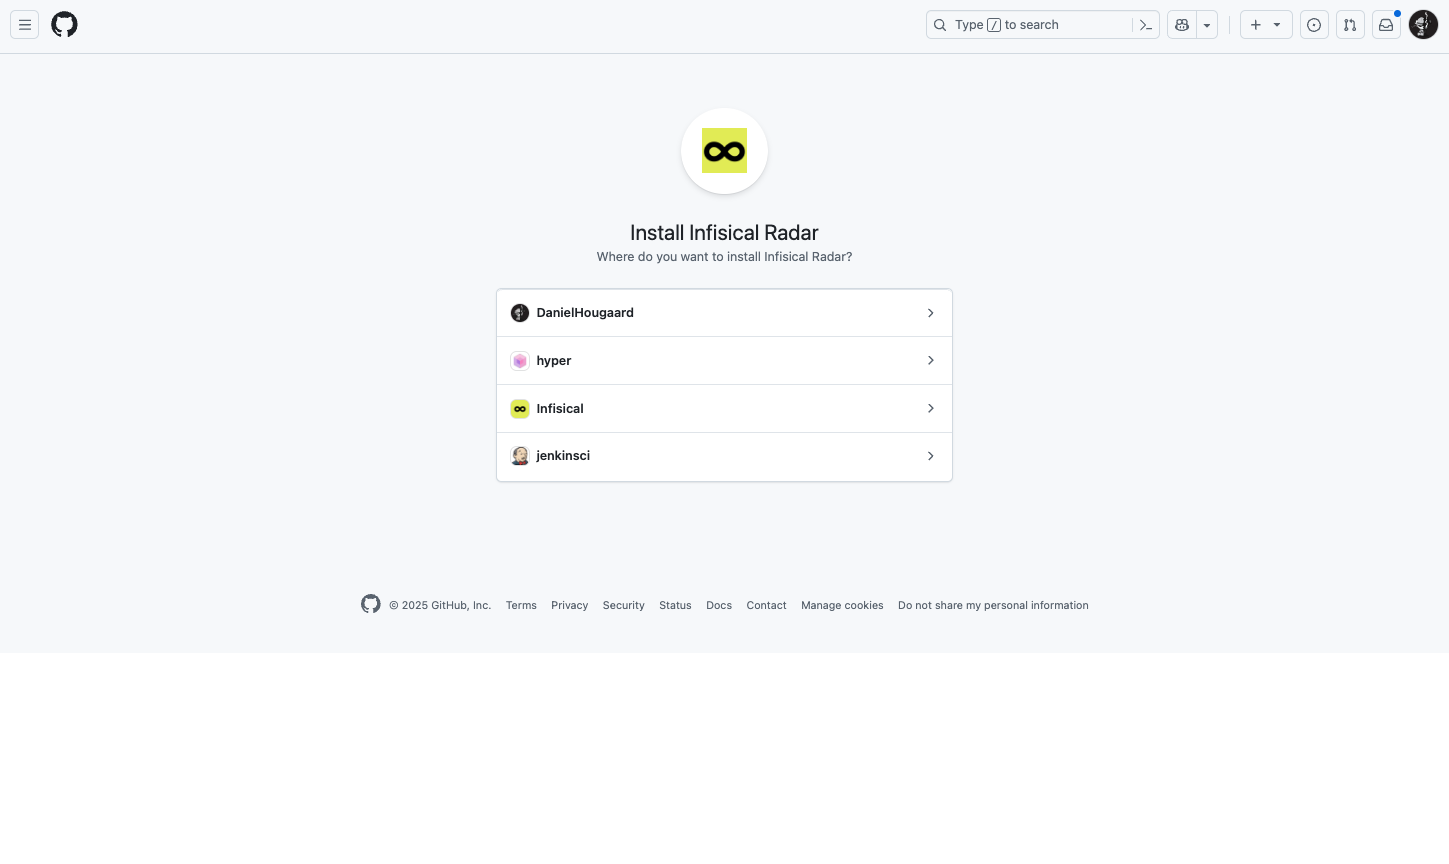 Type / to search
Install Infisical Radar
Where do you want to install Infisical Radar?
DanielHougaard
hyper
Infisical
jenkinsci
© 2025 GitHub, Inc. Terms Privacy Security Status Docs Contact Manage cookies Do not share my personal information